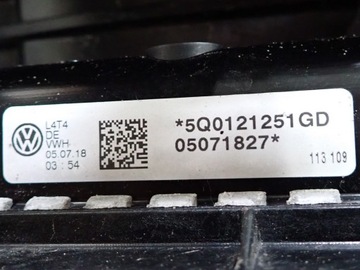 L4T4
DE
VWH
05.07.18
03:54
*5Q0121251GD
05071827*
113 109